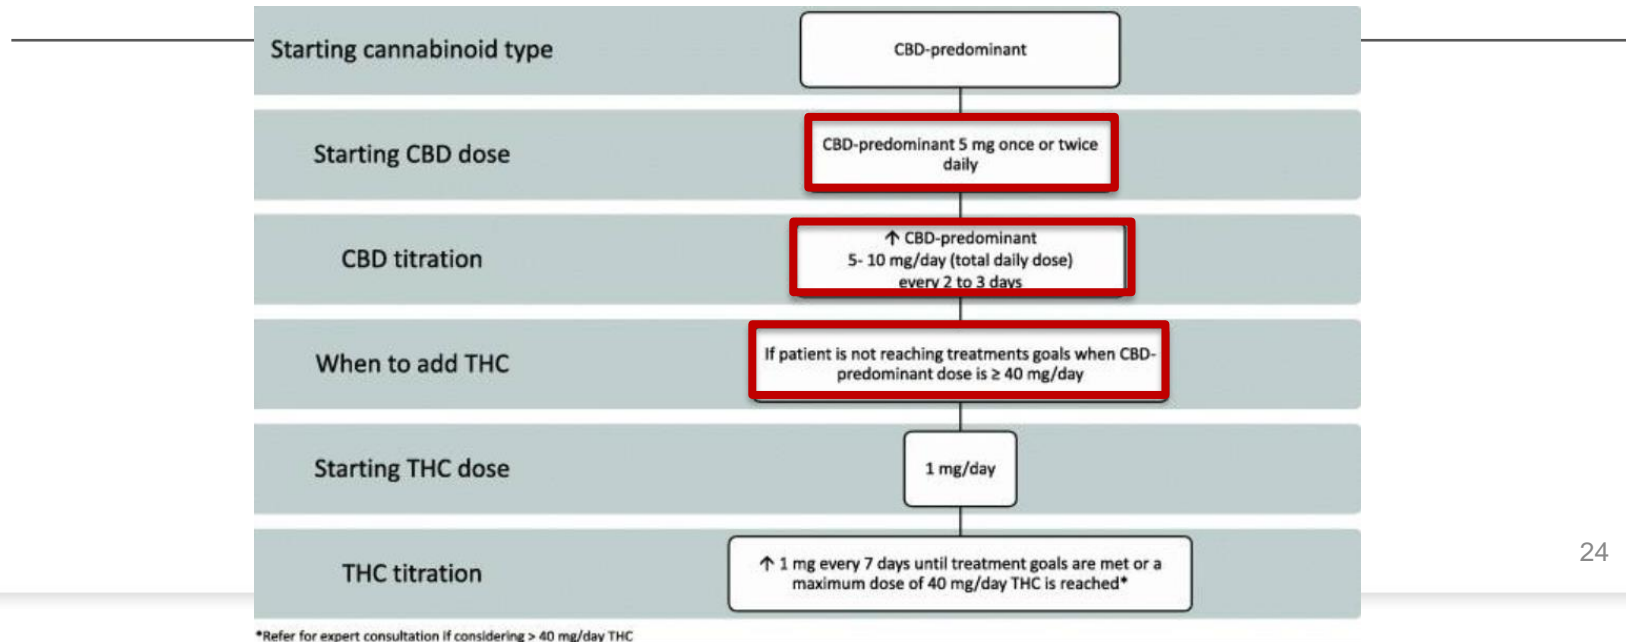 Starting cannabinoid type
CBD-predominant
Starting CBD dose
CBD-predominant 5 mg once or twice
daily
CBD titration
↑ CBD-predominant
5- 10 mg/day (total daily dose)
every 2 to 3 days
When to add THC
If patient is not reaching treatments goals when CBD-
predominant dose is ≥ 40 mg/day
Starting THC dose
1 mg/day
THC titration
↑ 1 mg every 7 days until treatment goals are met or a
maximum dose of 40 mg/day THC is reached*
24
*Refer for expert consultation if considering > 40 mg/day THC